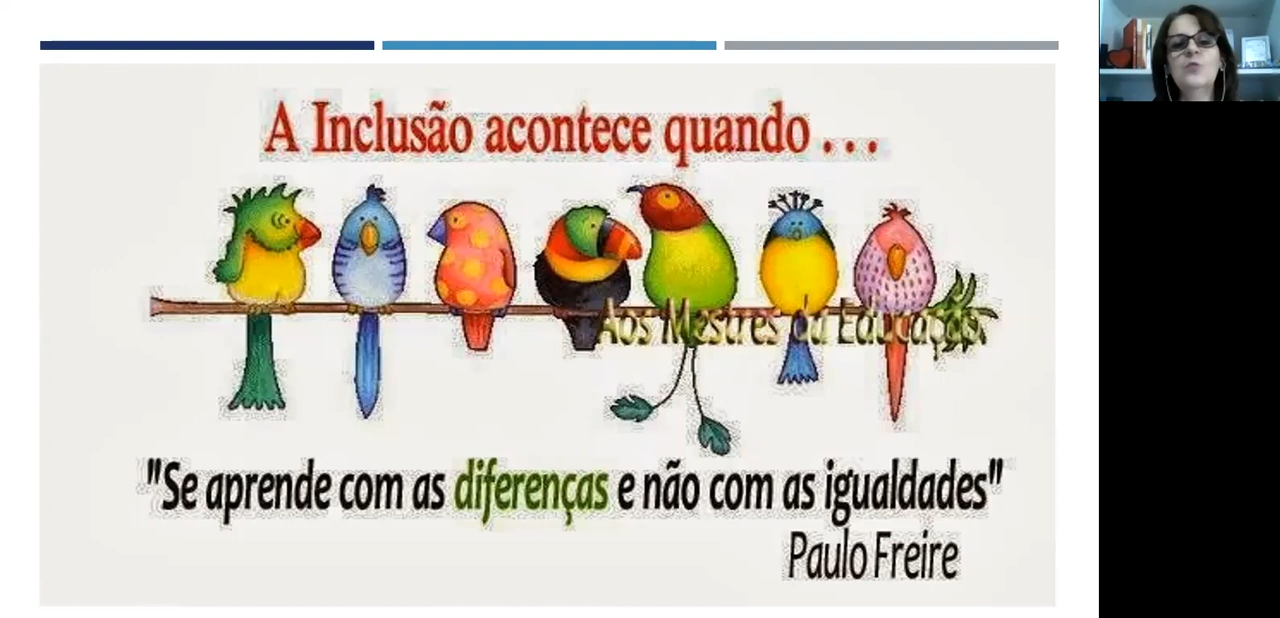 A Inclusão acontece quando . . .
Aos Mestres da Educação.
"Se aprende com as diferenças e não com as igualdades"
Paulo Freire